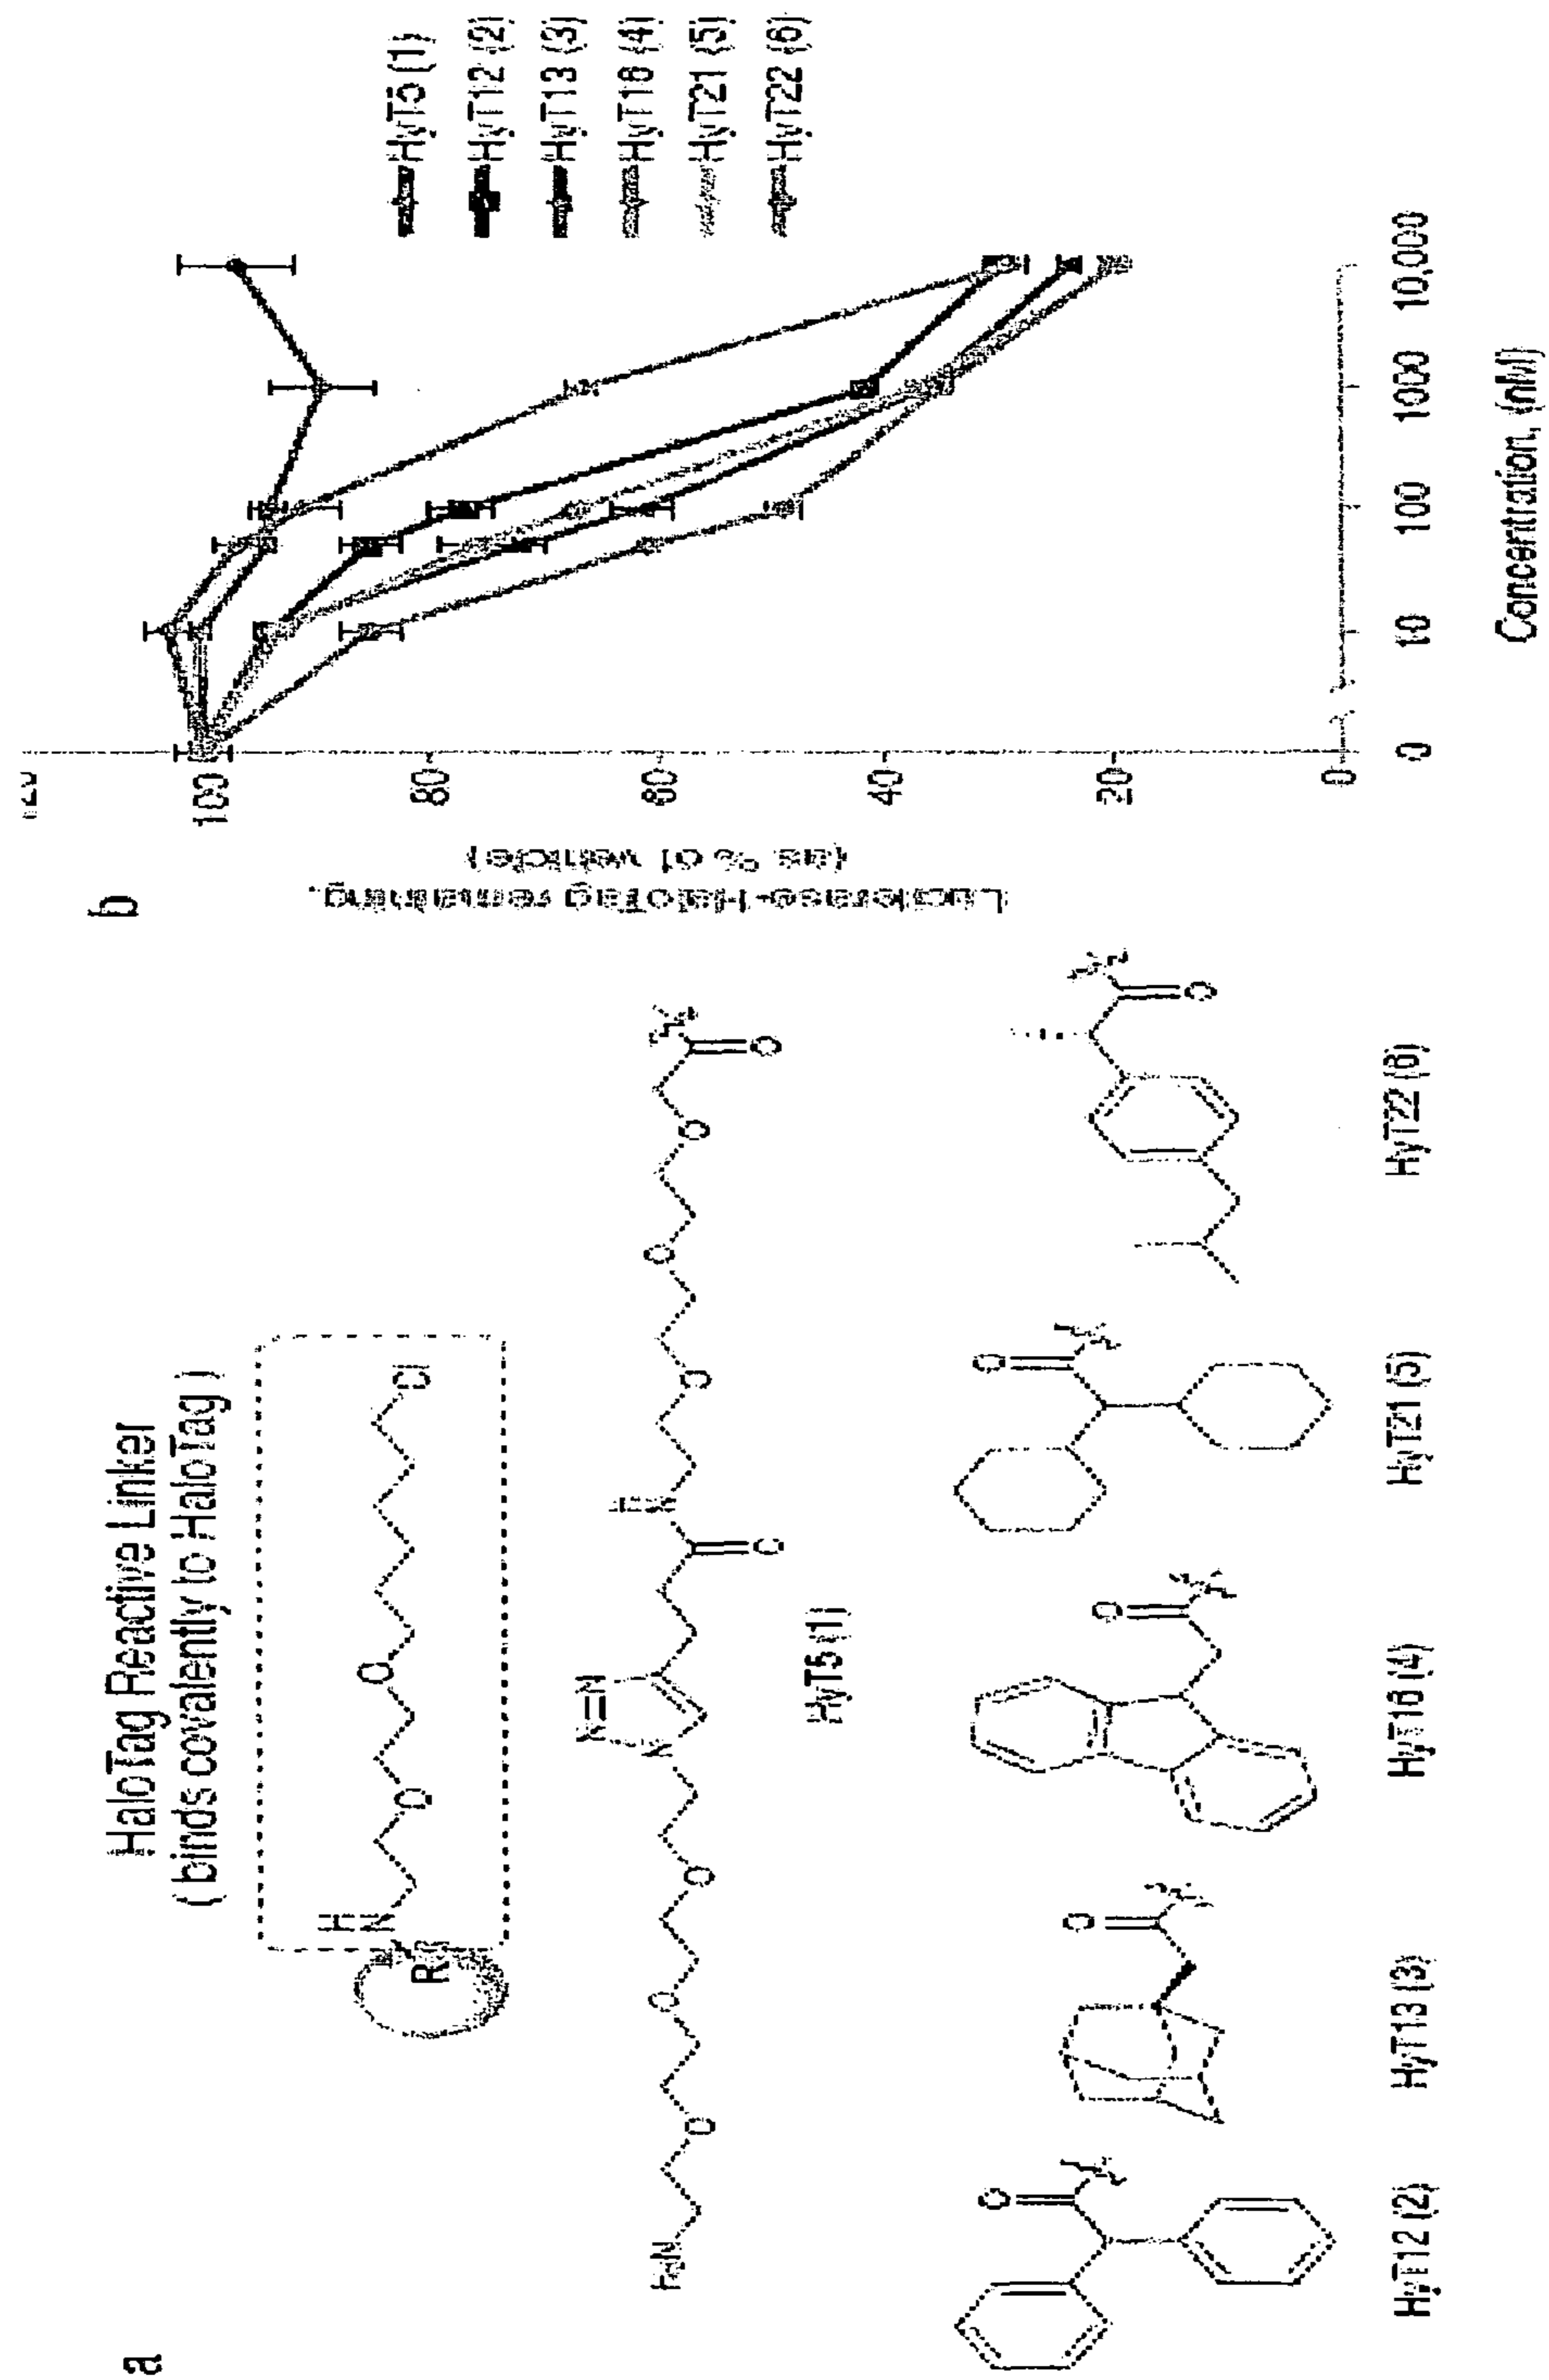 a
HaloTag Reactive Linker
( binds covalently to HaloTag )
H
N
R
O
O
Cl
H₂N
O
O
O
N
N=N
O
H
N
O
O
O
O
HyT5 (1)
O
O
O
O
O
HyT12 (2)
HyT13 (3)
HyT16 (4)
HyT21 (5)
HyT22 (6)
b
Luciferase-HaloTag remaining,
(as % of vehicle)
100
80
60
40
20
0
0
10
100
1000
10,000
Concentration, (nM)
HyT5 (1)
HyT12 (2)
HyT13 (3)
HyT16 (4)
HyT21 (5)
HyT22 (6)